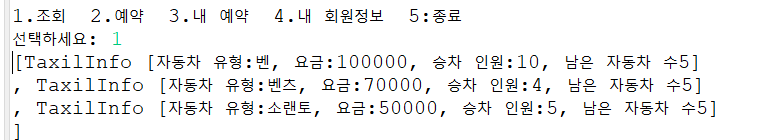 1.조회  2.예약  3.내 예약  4.내 회원정보  5:종료
선택하세요: 1
[TaxilInfo [자동차 유형:벤, 요금:100000, 승차 인원:10, 남은 자동차 수5]
, TaxilInfo [자동차 유형:벤츠, 요금:70000, 승차 인원:4, 남은 자동차 수5]
, TaxilInfo [자동차 유형:소랜토, 요금:50000, 승차 인원:5, 남은 자동차 수5]
]